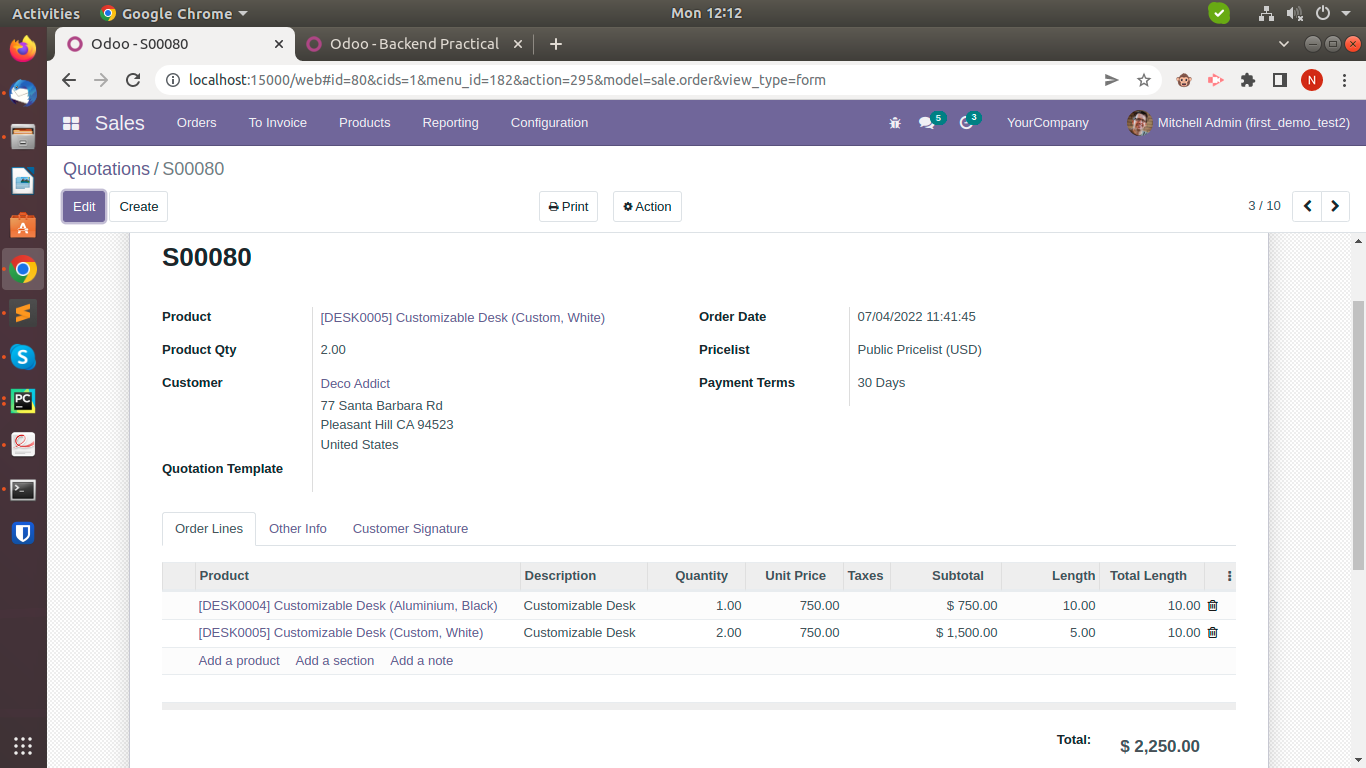 Activities Google Chrome Mon 12:12
Odoo - S00080 Odoo - Backend Practical
localhost:15000/web#id=80&cids=1&menu_id=182&action=295&model=sale.order&view_type=form N
Sales Orders To Invoice Products Reporting Configuration 5 3 YourCompany Mitchell Admin (first_demo_test2)
Quotations / S00080
Edit Create Print Action 3 / 10
S00080
Product [DESK0005] Customizable Desk (Custom, White) Order Date 07/04/2022 11:41:45
Product Qty 2.00 Pricelist Public Pricelist (USD)
Customer Deco Addict Payment Terms 30 Days
77 Santa Barbara Rd
Pleasant Hill CA 94523
United States
Quotation Template
Order Lines Other Info Customer Signature
Product Description Quantity Unit Price Taxes Subtotal Length Total Length
[DESK0004] Customizable Desk (Aluminium, Black) Customizable Desk 1.00 750.00 $ 750.00 10.00 10.00
[DESK0005] Customizable Desk (Custom, White) Customizable Desk 2.00 750.00 $ 1,500.00 5.00 10.00
Add a product Add a section Add a note
Total: $ 2,250.00